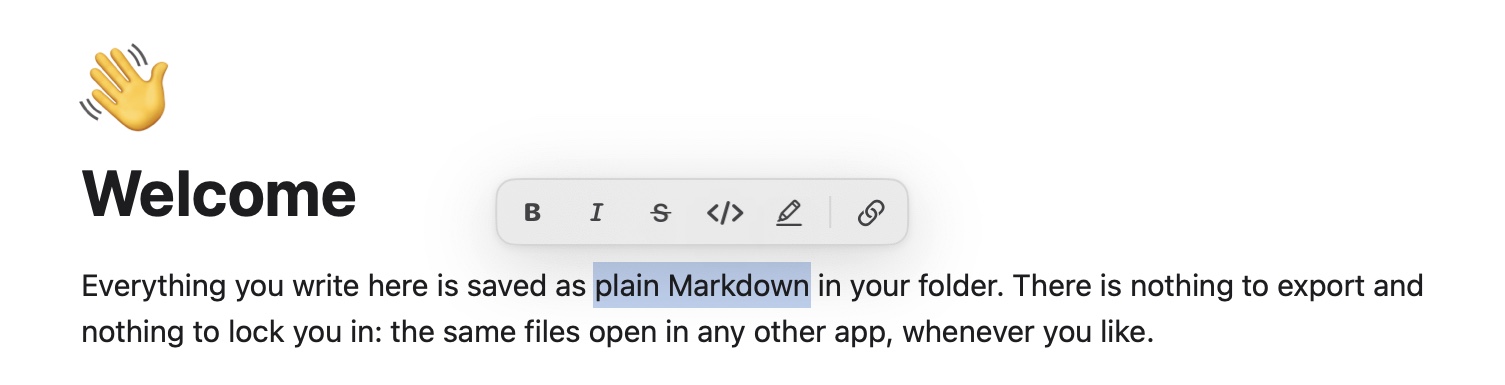 Welcome
B I S </>
Everything you write here is saved as plain Markdown in your folder. There is nothing to export and
nothing to lock you in: the same files open in any other app, whenever you like.